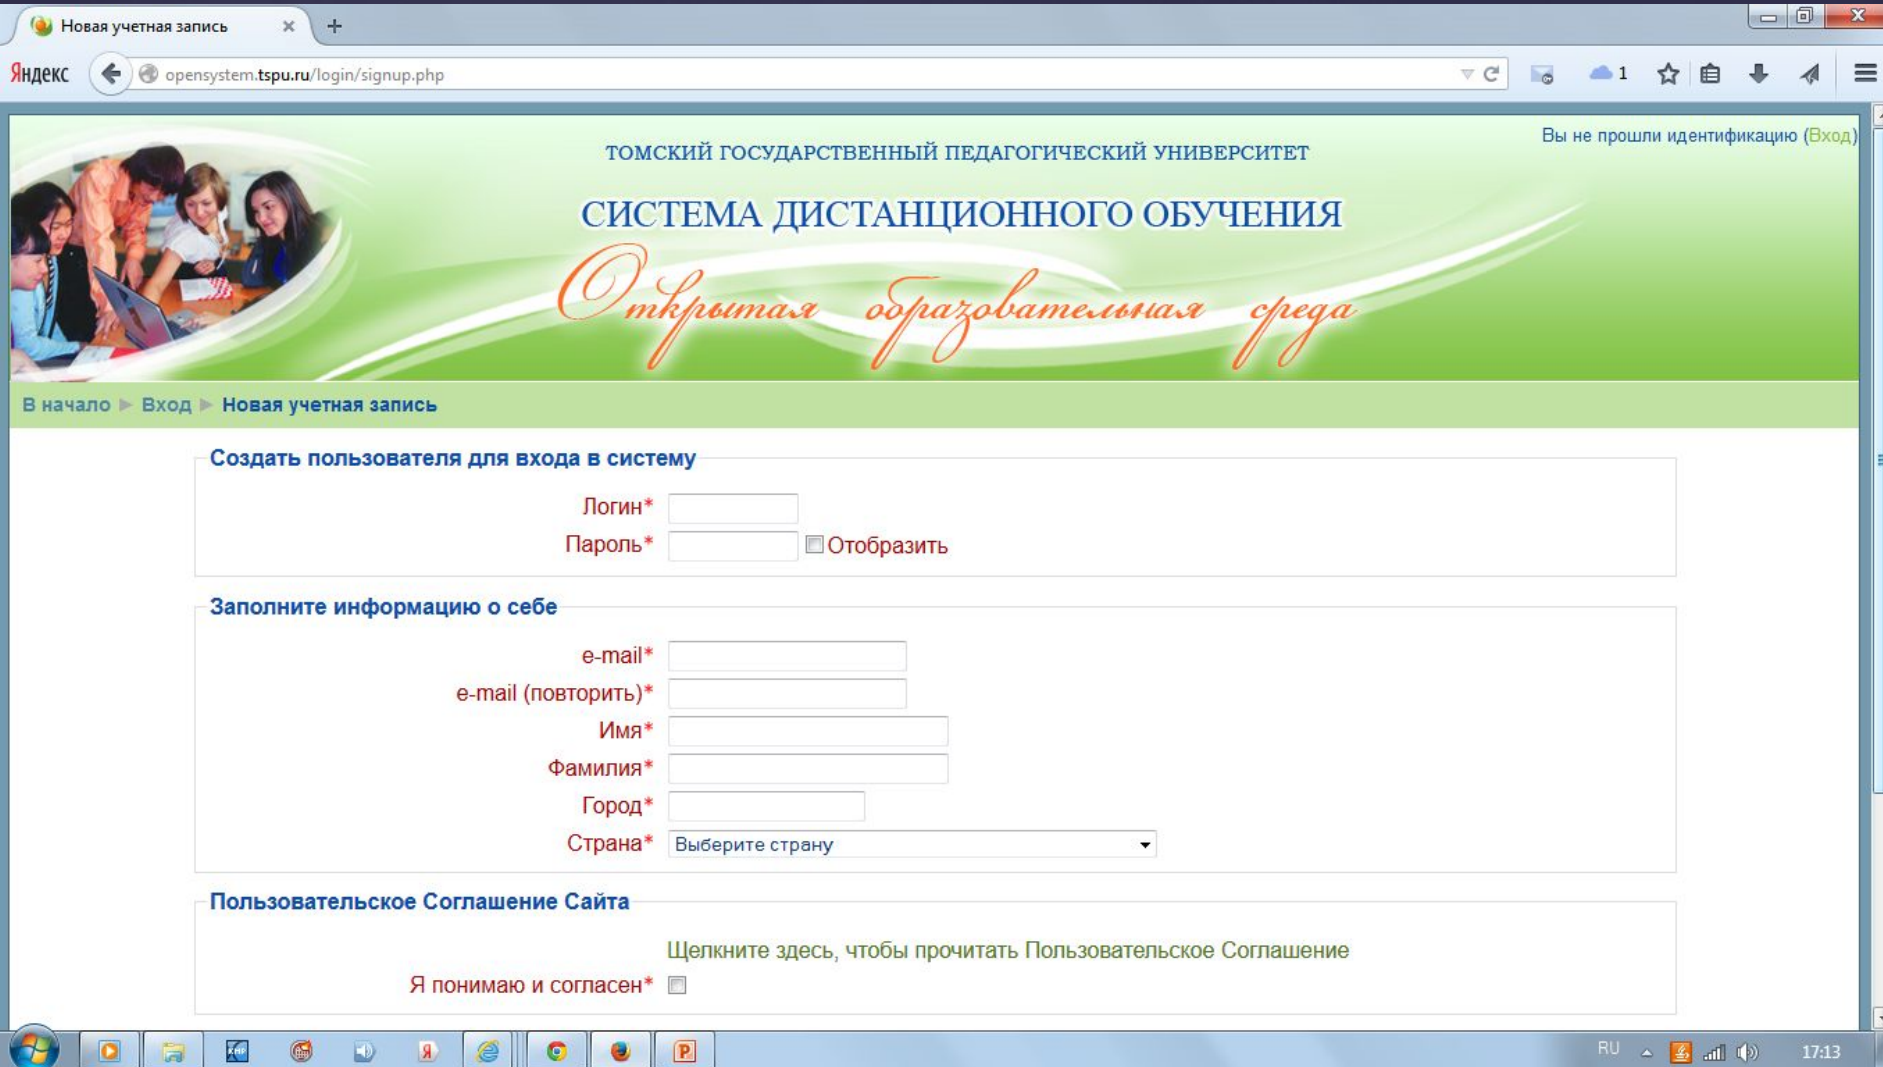 Новая учетная запись
Яндекс
opensystem.tspu.ru/login/signup.php
1
Вы не прошли идентификацию (Вход)
ТОМСКИЙ ГОСУДАРСТВЕННЫЙ ПЕДАГОГИЧЕСКИЙ УНИВЕРСИТЕТ
СИСТЕМА ДИСТАНЦИОННОГО ОБУЧЕНИЯ
Открытая образовательная среда
В начало ► Вход ► Новая учетная запись
Создать пользователя для входа в систему
Логин*
Пароль* Отобразить
Заполните информацию о себе
e-mail*
e-mail (повторить)*
Имя*
Фамилия*
Город*
Страна* Выберите страну
Пользовательское Соглашение Сайта
Щелкните здесь, чтобы прочитать Пользовательское Соглашение
Я понимаю и согласен*
KMP Я P RU 17:13